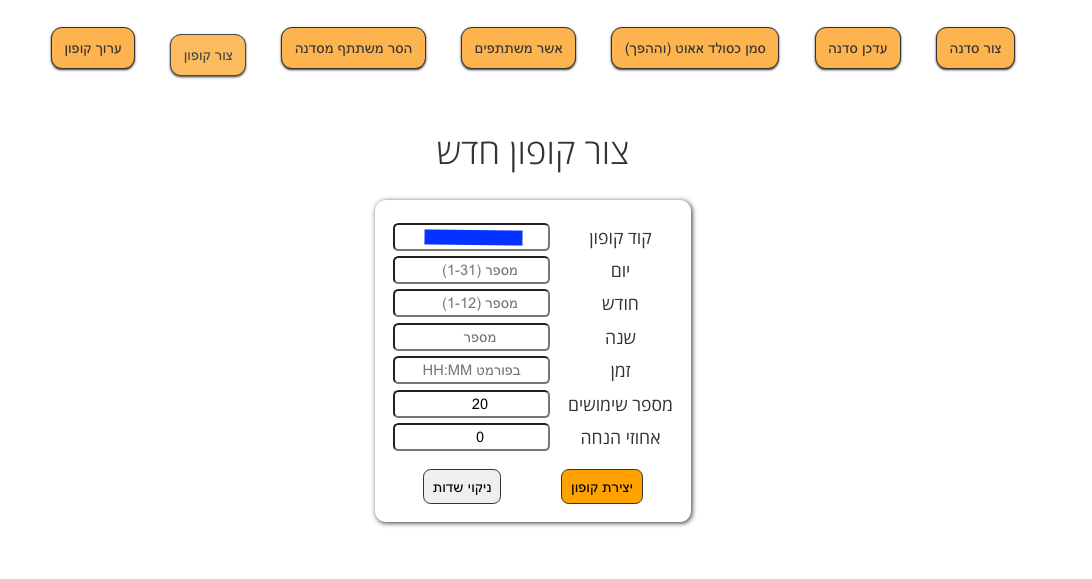 צור סדנה
עדכן סדנה
סמן כסולד אאוט (וההפך)
אשר משתתפים
הסר משתתף מסדנה
צור קופון
ערוך קופון
צור קופון חדש
קוד קופון
יום מספר (1-31)
חודש מספר (1-12)
שנה מספר
זמן בפורמט HH:MM
מספר שימושים 20
אחוזי הנחה 0
יצירת קופון
ניקוי שדות